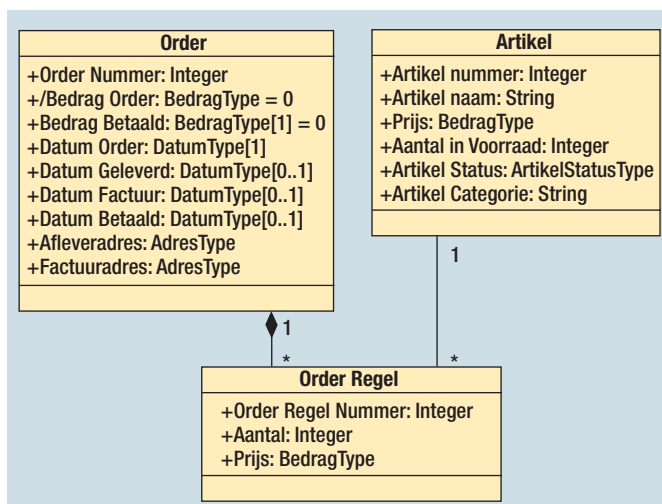 Order
+Order Nummer: Integer
+/Bedrag Order: BedragType = 0
+Bedrag Betaald: BedragType[1] = 0
+Datum Order: DatumType[1]
+Datum Geleverd: DatumType[0..1]
+Datum Factuur: DatumType[0..1]
+Datum Betaald: DatumType[0..1]
+Afleveradres: AdresType
+Factuuradres: AdresType
Artikel
+Artikel nummer: Integer
+Artikel naam: String
+Prijs: BedragType
+Aantal in Voorraad: Integer
+Artikel Status: ArtikelStatusType
+Artikel Categorie: String
1
1
*
*
Order Regel
+Order Regel Nummer: Integer
+Aantal: Integer
+Prijs: BedragType